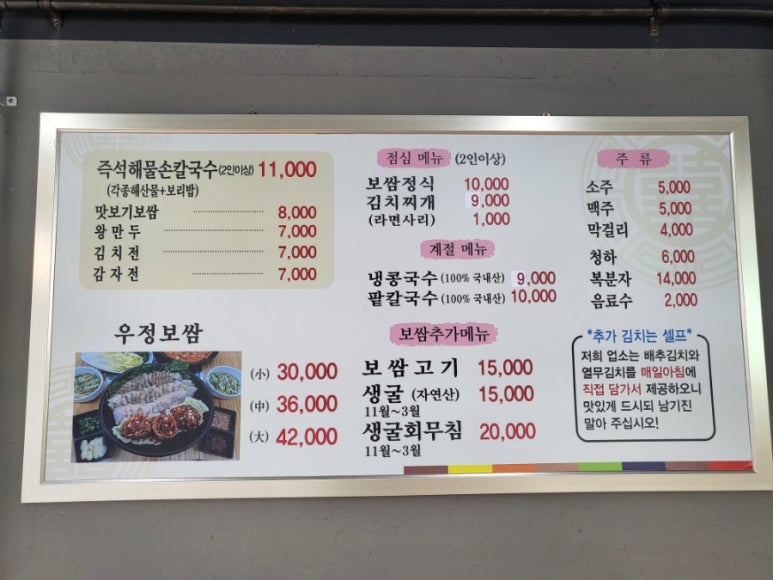 즉석해물손칼국수(2인이상) 11,000
(각종해산물+보리밥)
맛보기보쌈 8,000
왕만두 7,000
김치전 7,000
감자전 7,000
우정보쌈
(小) 30,000
(中) 36,000
(大) 42,000
점심 메뉴 (2인이상)
보쌈정식 10,000
김치찌개 9,000
(라면사리) 1,000
계절 메뉴
냉콩국수 (100% 국내산) 9,000
팥칼국수 (100% 국내산) 10,000
보쌈추가메뉴
보쌈고기 15,000
생굴 (자연산) 15,000
11월~3월
생굴회무침 20,000
11월~3월
주 류
소주 5,000
맥주 5,000
막걸리 4,000
청하 6,000
복분자 14,000
음료수 2,000
*추가 김치는 셀프*
저희 업소는 배추김치와
열무김치를 매일아침에
직접 담가서 제공하오니
맛있게 드시되 남기진
말아 주십시오!